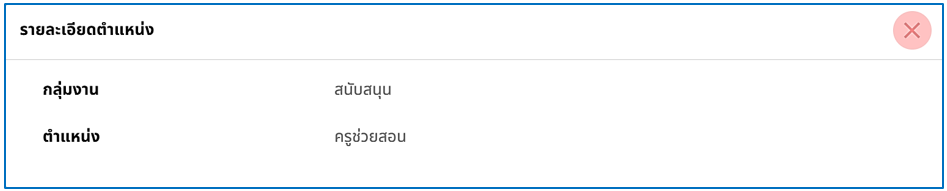 รายละเอียดตำแหน่ง
กลุ่มงาน สนับสนุน
ตำแหน่ง ครูช่วยสอน